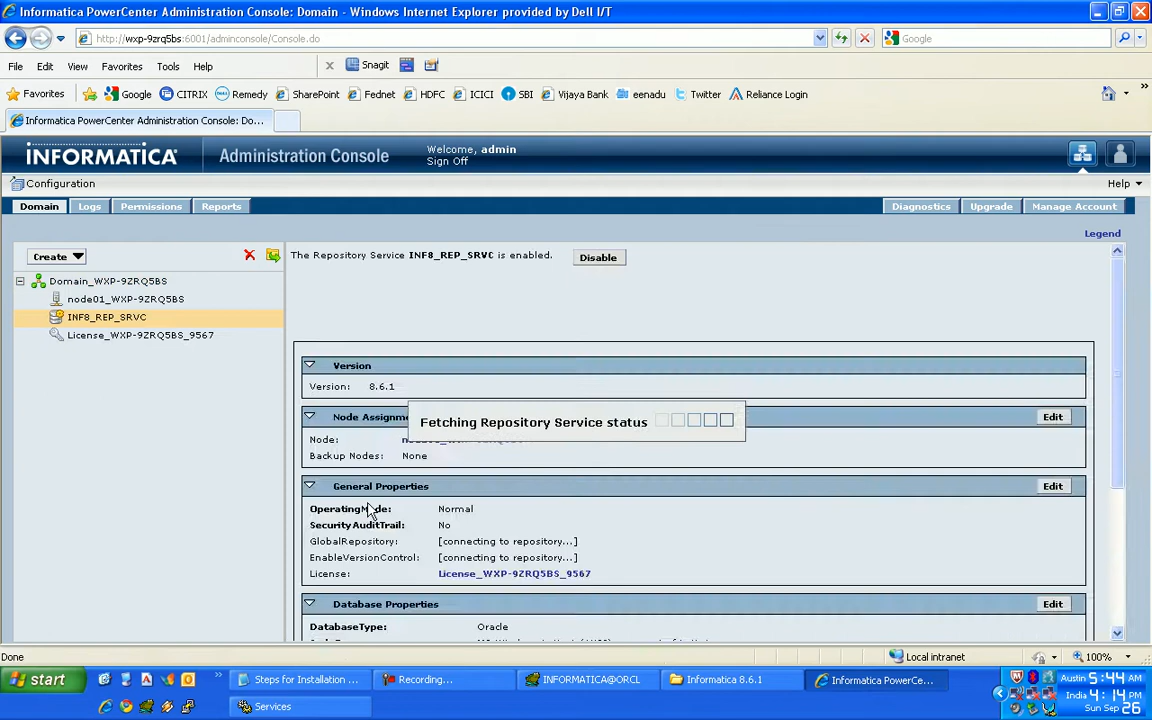 Informatica PowerCenter Administration Console: Domain - Windows Internet Explorer provided by Dell I/T
http://wxp-9zrq5bs:6001/adminconsole/Console.do
Google
File Edit View Favorites Tools Help
Snagit
Favorites Google CITRIX Remedy SharePoint Fednet HDFC ICICI SBI Vijaya Bank eenadu Twitter Reliance Login
Informatica PowerCenter Administration Console: Do...
INFORMATICA Administration Console
Welcome, admin
Sign Off
Configuration
Help
Domain Logs Permissions Reports Diagnostics Upgrade Manage Account
Legend
Create
The Repository Service INF8_REP_SRVC is enabled. Disable
Domain_WXP-9ZRQ5BS
node01_WXP-9ZRQ5BS
INF8_REP_SRVC
License_WXP-9ZRQ5BS_9567
Version
Version: 8.6.1
Node Assignm Edit
Fetching Repository Service status
Node:
Backup Nodes: None
General Properties Edit
OperatingMode: Normal
SecurityAuditTrail: No
GlobalRepository: [connecting to repository...]
EnableVersionControl: [connecting to repository...]
License: License_WXP-9ZRQ5BS_9567
Database Properties Edit
DatabaseType: Oracle
Done Local intranet 100%
start
Steps for Installation ... Recording... INFORMATICA@ORCL Informatica 8.6.1 Informatica PowerCe...
Services
Austin 5:44 AM
India 4:14 PM
Sun Sep 26